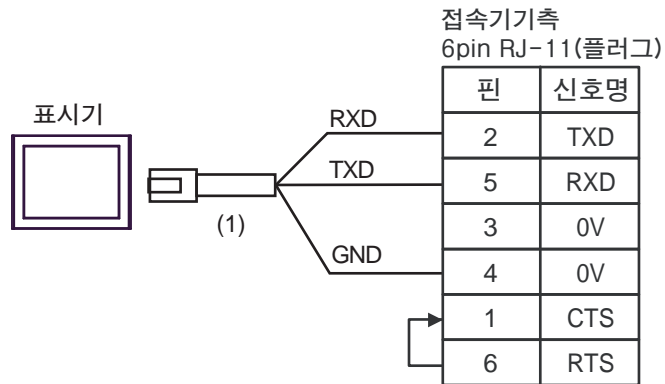 접속기기측
6pin RJ-11(플러그)
표시기
(1)
RXD
TXD
GND
핀 신호명
2 TXD
5 RXD
3 0V
4 0V
1 CTS
6 RTS